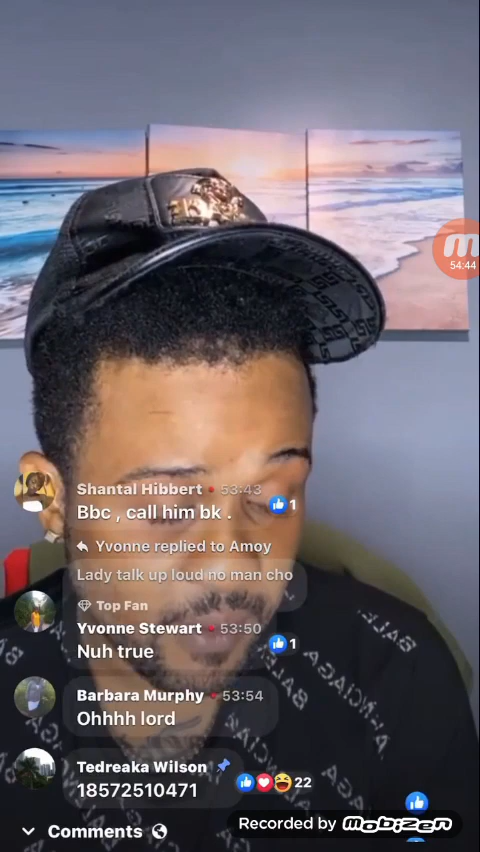 54:44
Shantal Hibbert • 53:43
Bbc , call him bk .
1
Yvonne replied to Amoy
Lady talk up loud no man cho
Top Fan
Yvonne Stewart • 53:50
Nuh true
1
Barbara Murphy • 53:54
Ohhhh lord
Tedreaka Wilson
18572510471
22
Comments
Recorded by mobizen